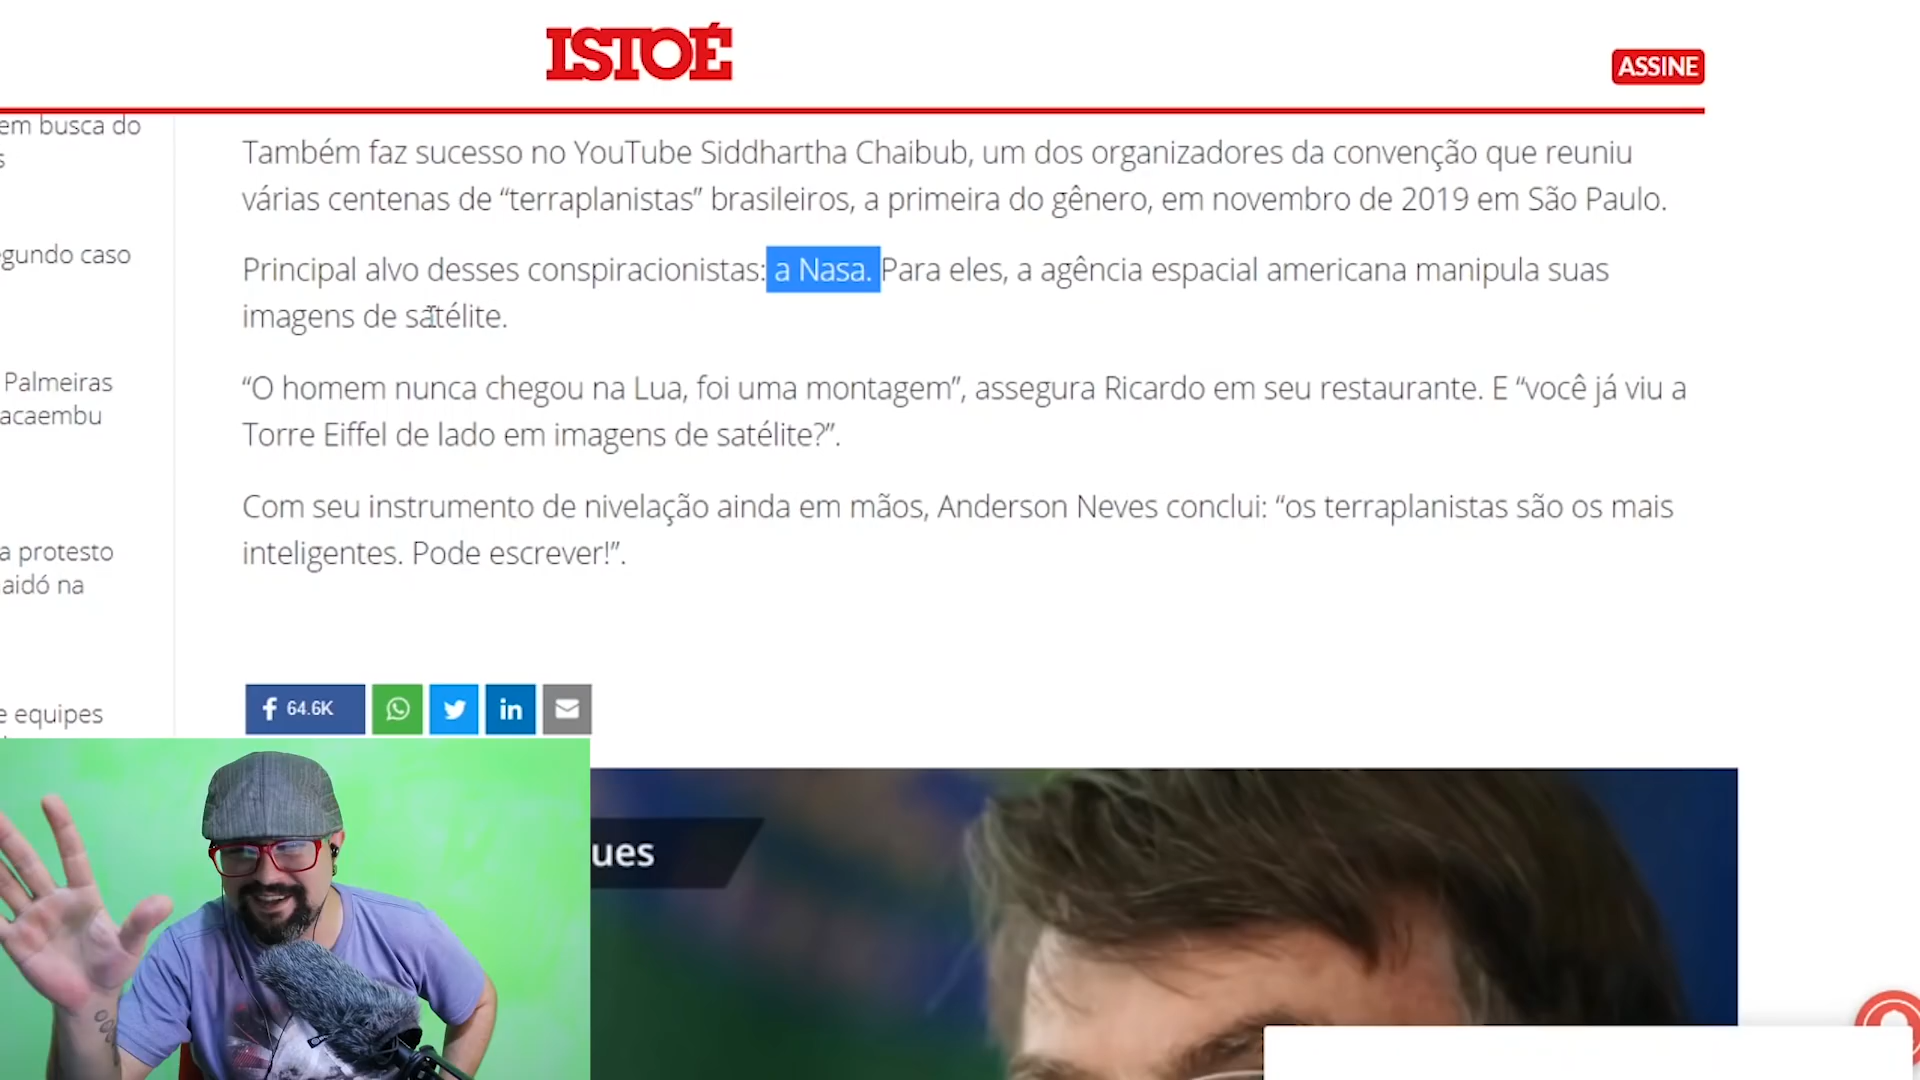 ISTOÉ
ASSINE
em busca do
s
egundo caso
Palmeiras
acaembu
a protesto
aidó na
e equipes
Também faz sucesso no YouTube Siddhartha Chaibub, um dos organizadores da convenção que reuniu
várias centenas de “terraplanistas” brasileiros, a primeira do gênero, em novembro de 2019 em São Paulo.
Principal alvo desses conspiracionistas: a Nasa. Para eles, a agência espacial americana manipula suas
imagens de satélite.
“O homem nunca chegou na Lua, foi uma montagem”, assegura Ricardo em seu restaurante. E “você já viu a
Torre Eiffel de lado em imagens de satélite?”.
Com seu instrumento de nivelação ainda em mãos, Anderson Neves conclui: “os terraplanistas são os mais
inteligentes. Pode escrever!”.
64.6K
ues